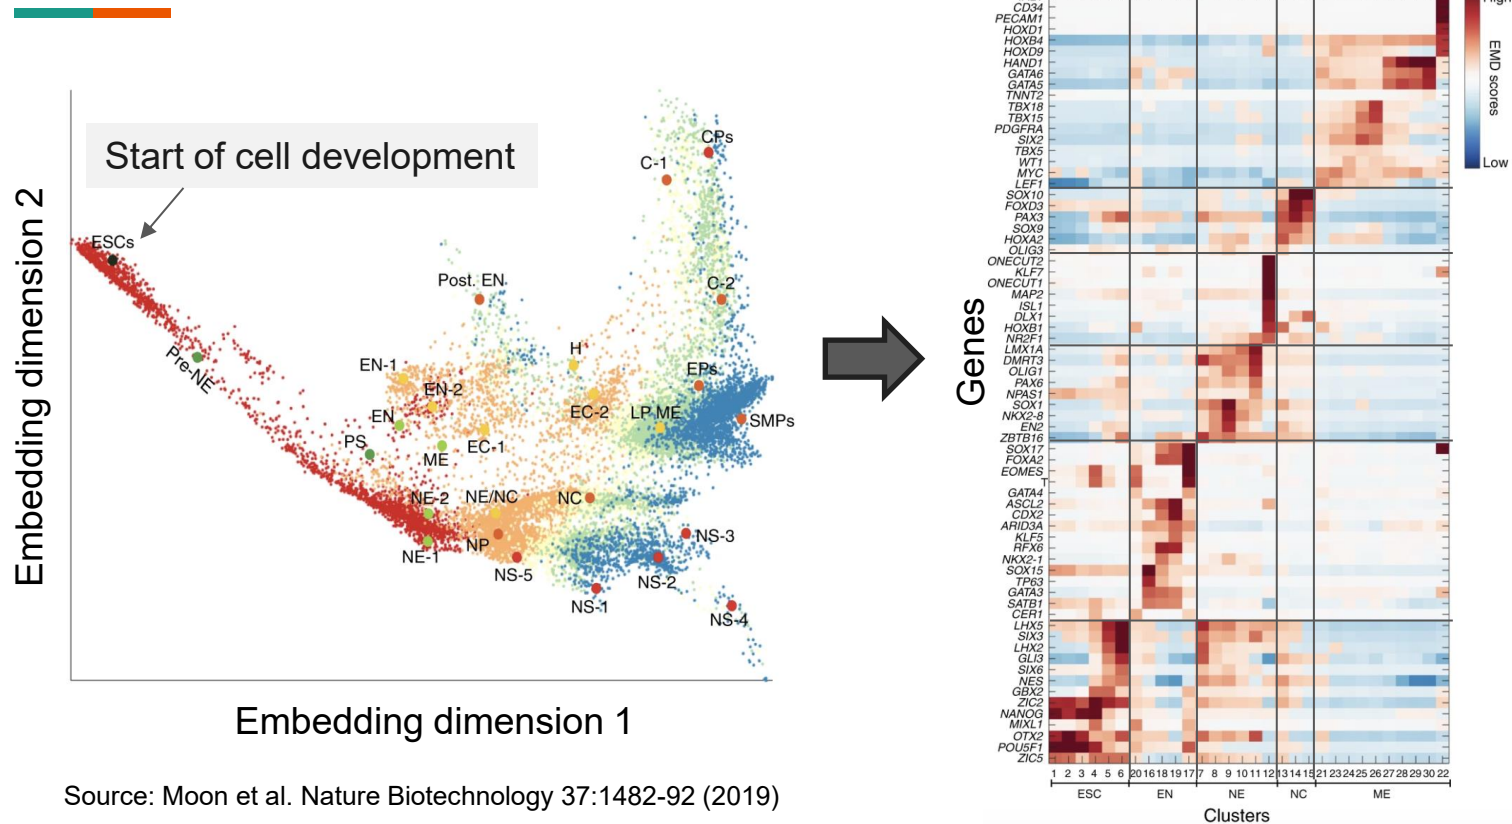 Start of cell development
ESCs
Pre-NE
PS
EN-1
EN-2
EN
ME
EC-1
Post. EN
H
EC-2
C-1
CPs
C-2
EPs
LP ME
SMPs
NE-2
NE/NC
NC
NE-1
NP
NS-5
NS-3
NS-2
NS-1
NS-4
Embedding dimension 2
Embedding dimension 1
Source: Moon et al. Nature Biotechnology 37:1482-92 (2019)
Genes
CD34
PECAM1
HOXD1
HOXB4
HOXD9
HAND1
GATA6
GATA5
TNNT2
TBX18
TBX15
PDGFRA
SIX2
TBX5
WT1
MYC
LEF1
SOX10
FOXD3
PAX3
SOX9
HOXA2
OLIG3
ONECUT2
KLF7
ONECUT1
MAP2
ISL1
DLX1
HOXB1
NR2F1
LMX1A
DMRT3
OLIG1
PAX6
NPAS1
SOX1
NKX2-8
EN2
ZBTB16
SOX17
FOXA2
EOMES
T
GATA4
ASCL2
CDX2
ARID3A
KLF5
RFX6
NKX2-1
SOX15
TP63
GATA3
SATB1
CER1
LHX5
SIX3
LHX2
GLI3
SIX6
NES
GBX2
ZIC2
NANOG
MIXL1
OTX2
POU5F1
ZIC5
1 2 3 4 5 6 20 16 18 19 17 7 8 9 10 11 12 13 14 15 21 23 24 25 26 27 28 29 30 22
ESC EN NE NC ME
Clusters
EMD scores
Low